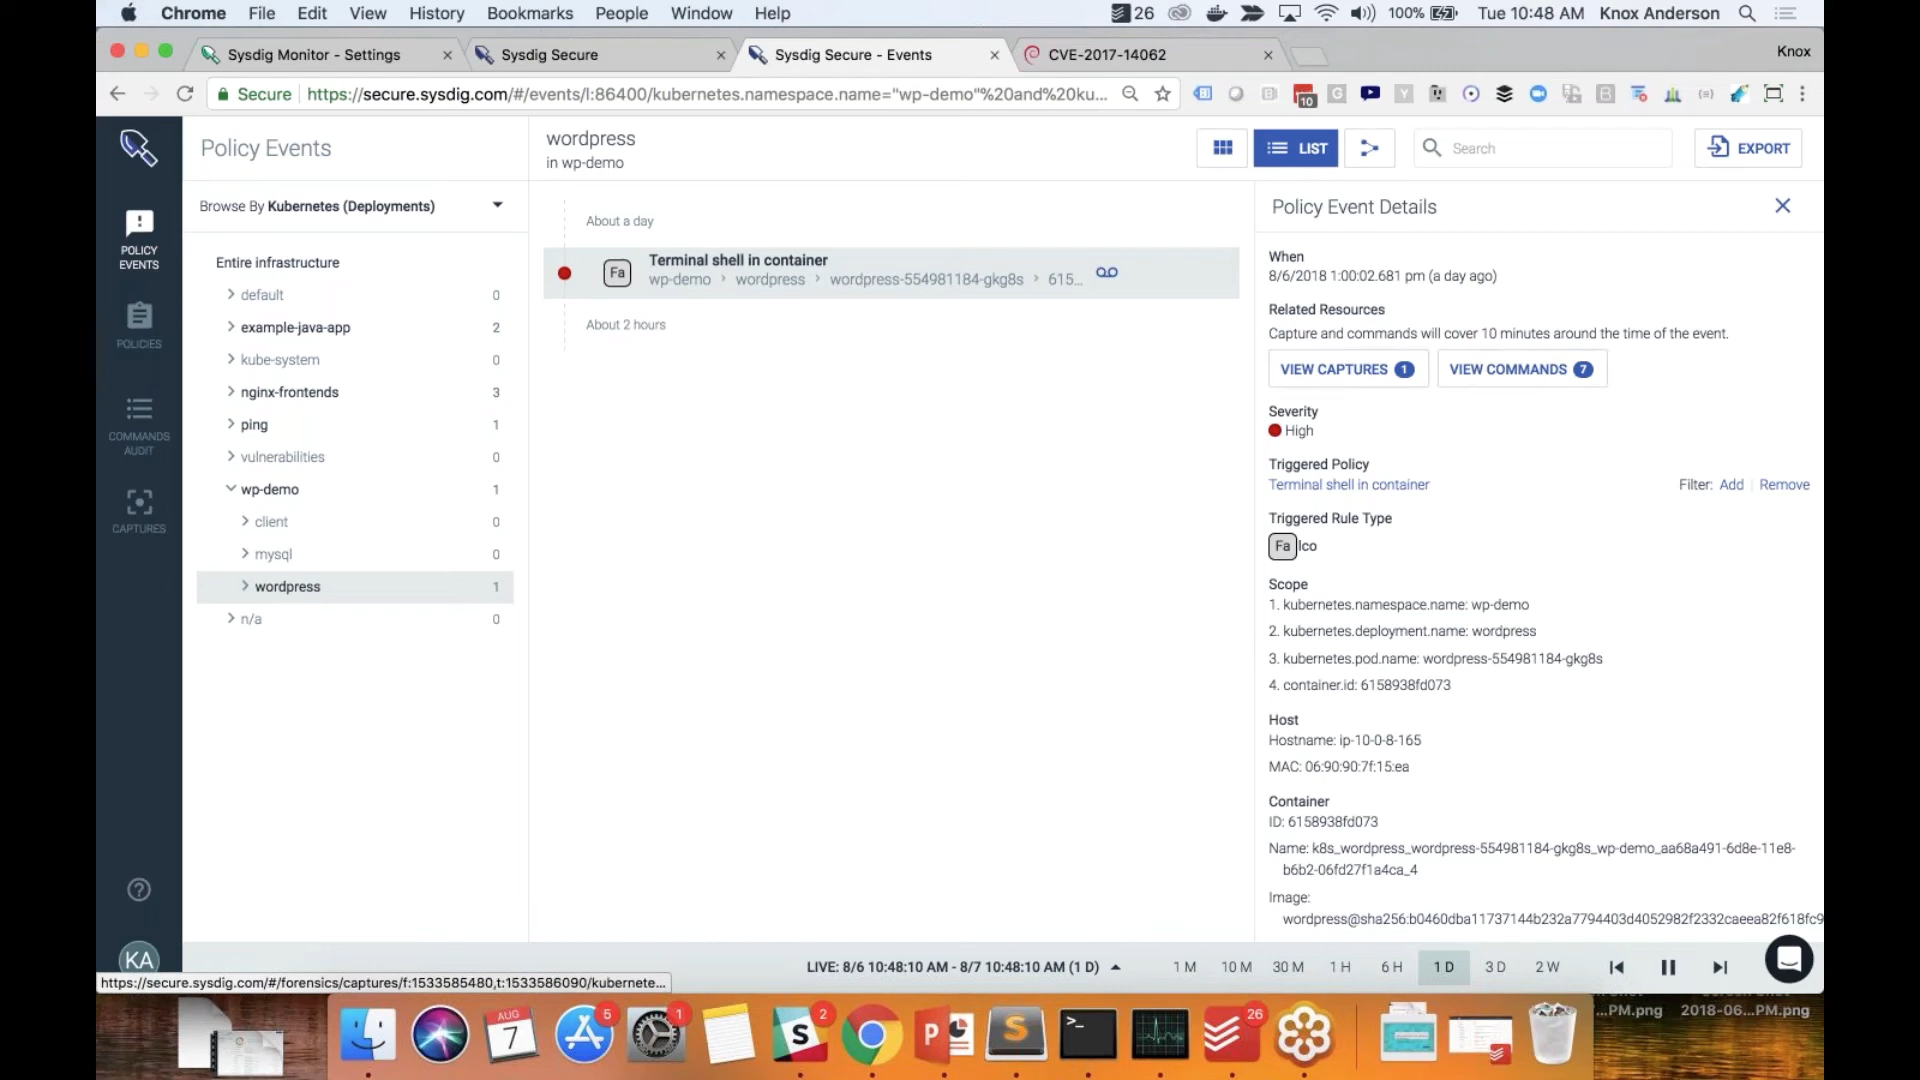 Chrome File Edit View History Bookmarks People Window Help 26 100% Tue 10:48 AM Knox Anderson
Sysdig Monitor - Settings
Sysdig Secure
Sysdig Secure - Events
CVE-2017-14062
Knox
Secure https://secure.sysdig.com/#/events/l:86400/kubernetes.namespace.name="wp-demo"%20and%20ku...
10
Policy Events
wordpress
in wp-demo
LIST
Search
EXPORT
POLICY
EVENTS
POLICIES
COMMANDS
AUDIT
CAPTURES
KA
Browse By Kubernetes (Deployments)
Entire infrastructure
default 0
example-java-app 2
kube-system 0
nginx-frontends 3
ping 1
vulnerabilities 0
wp-demo 1
client 0
mysql 0
wordpress 1
n/a 0
About a day
Fa
Terminal shell in container
wp-demo > wordpress > wordpress-554981184-gkg8s > 615...
About 2 hours
Policy Event Details
When
8/6/2018 1:00:02.681 pm (a day ago)
Related Resources
Capture and commands will cover 10 minutes around the time of the event.
VIEW CAPTURES 1
VIEW COMMANDS 7
Severity
High
Triggered Policy
Terminal shell in container
Filter: Add | Remove
Triggered Rule Type
Falco
Scope
1. kubernetes.namespace.name: wp-demo
2. kubernetes.deployment.name: wordpress
3. kubernetes.pod.name: wordpress-554981184-gkg8s
4. container.id: 6158938fd073
Host
Hostname: ip-10-0-8-165
MAC: 06:90:90:7f:15:ea
Container
ID: 6158938fd073
Name: k8s_wordpress_wordpress-554981184-gkg8s_wp-demo_aa68a491-6d8e-11e8-
b6b2-06fd27f1a4ca_4
Image:
wordpress@sha256:b0460dba11737144b232a7794403d4052982f2332caeea82f618fc9
LIVE: 8/6 10:48:10 AM - 8/7 10:48:10 AM (1 D) 1 M 10 M 30 M 1 H 6 H 1 D 3 D 2 W
https://secure.sysdig.com/#/forensics/captures/f:1533585480,t:1533586090/kubernete...
AUG
7
5
1
2
26
...PM.png
2018-06...PM.png